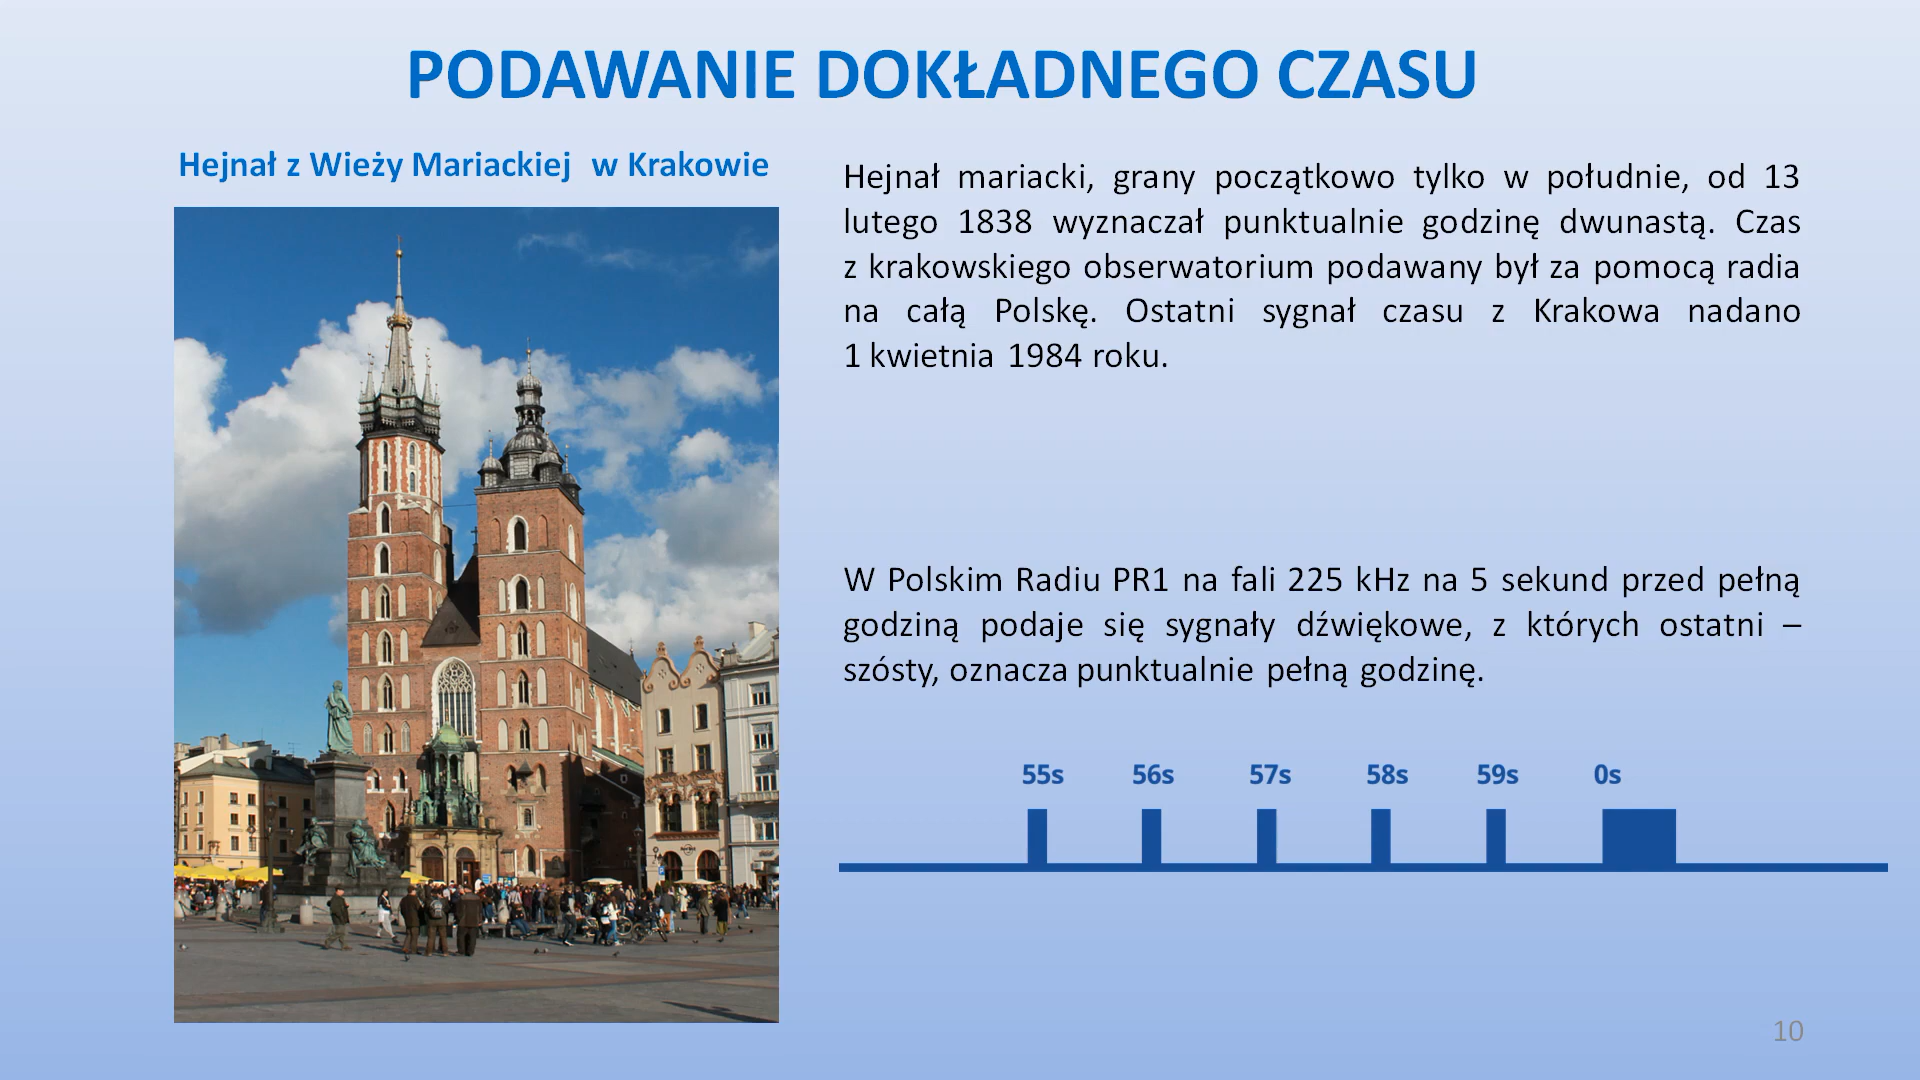 PODAWANIE DOKŁADNEGO CZASU
Hejnał z Wieży Mariackiej w Krakowie
Hejnał mariacki, grany początkowo tylko w południe, od 13
lutego 1838 wyznaczał punktualnie godzinę dwunastą. Czas
z krakowskiego obserwatorium podawany był za pomocą radia
na całą Polskę. Ostatni sygnał czasu z Krakowa nadano
1 kwietnia 1984 roku.
W Polskim Radiu PR1 na fali 225 kHz na 5 sekund przed pełną
godziną podaje się sygnały dźwiękowe, z których ostatni –
szósty, oznacza punktualnie pełną godzinę.
55s 56s 57s 58s 59s 0s
10